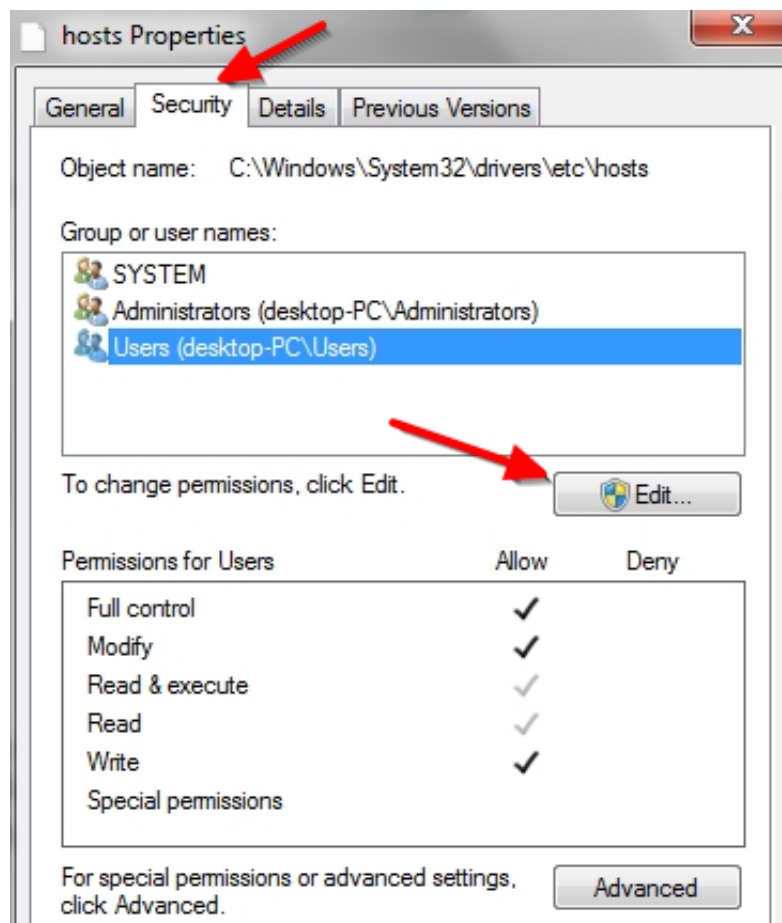 hosts Properties
General Security Details Previous Versions
Object name: C:\Windows\System32\drivers\etc\hosts
Group or user names:
SYSTEM
Administrators (desktop-PC\Administrators)
Users (desktop-PC\Users)
To change permissions, click Edit.
Edit...
Permissions for Users Allow Deny
Full control
Modify
Read & execute
Read
Write
Special permissions
For special permissions or advanced settings,
click Advanced.
Advanced